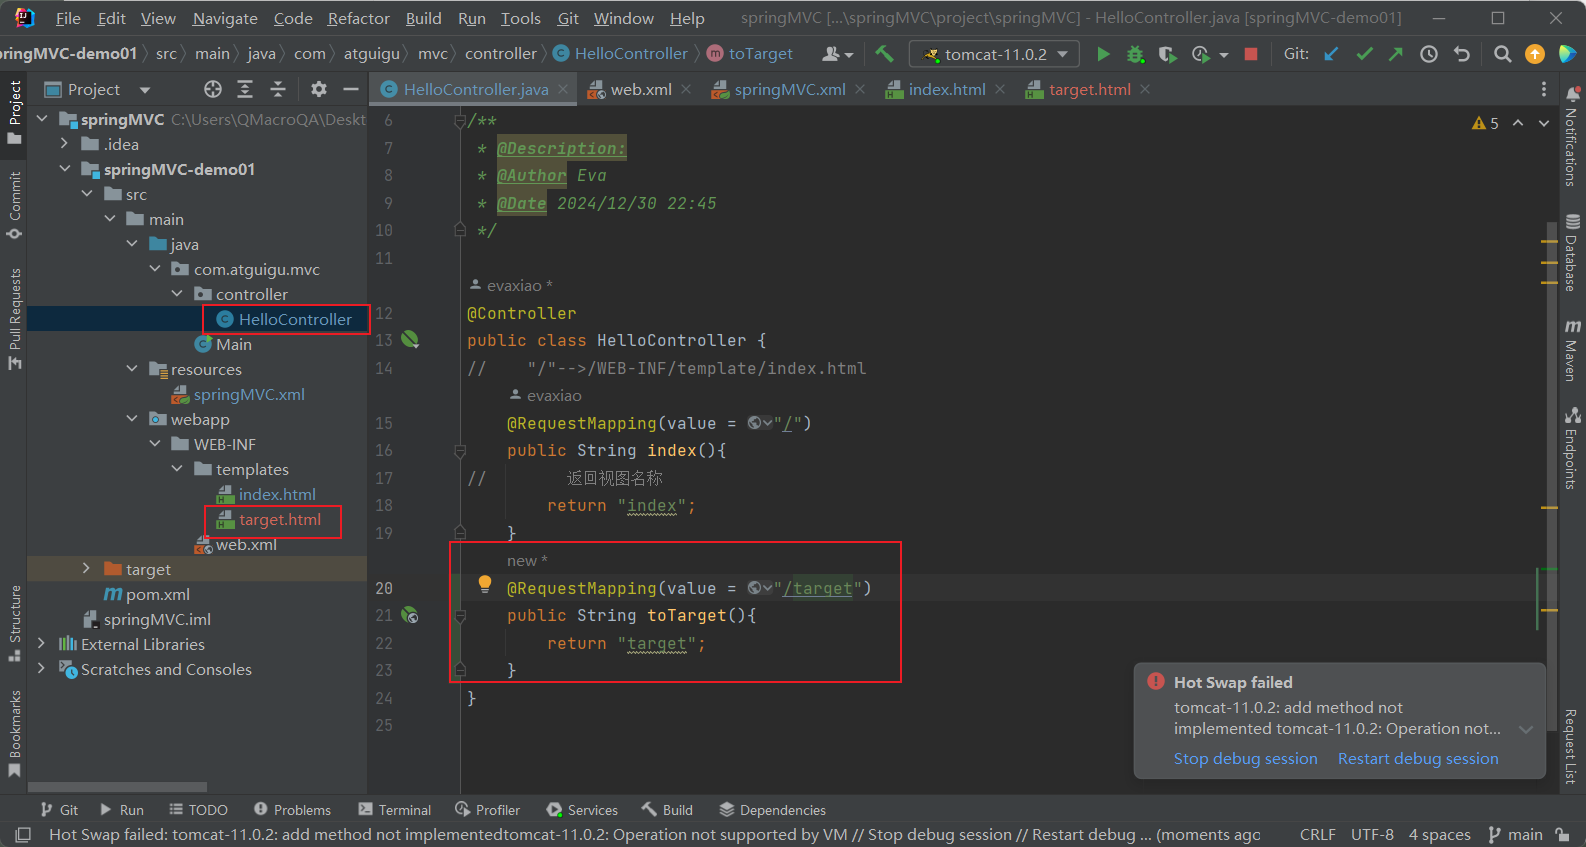 File Edit View Navigate Code Refactor Build Run Tools Git Window Help springMVC [...\springMVC\project\springMVC] - HelloController.java [springMVC-demo01]
pringMVC-demo01 src main java com atguigu mvc controller HelloController toTarget tomcat-11.0.2 Git:
Project
HelloController.java web.xml springMVC.xml index.html target.html
Project
Commit
Pull Requests
Structure
Bookmarks
springMVC C:\Users\QMacroQA\Deskt
.idea
springMVC-demo01
src
main
java
com.atguigu.mvc
controller
HelloController
Main
resources
springMVC.xml
webapp
WEB-INF
templates
index.html
target.html
web.xml
target
pom.xml
springMVC.iml
External Libraries
Scratches and Consoles
6 /**
7 * @Description:
8 * @Author Eva
9 * @Date 2024/12/30 22:45
10 */
11
evaxiao *
12 @Controller
13 public class HelloController {
14 // "/"-->/WEB-INF/template/index.html
evaxiao
15 @RequestMapping(value = "/")
16 public String index(){
17 // 返回视图名称
18 return "index";
19 }
new *
20 @RequestMapping(value = "/target")
21 public String toTarget(){
22 return "target";
23 }
24 }
25
5
Notifications
Database
Maven
Endpoints
Request List
Hot Swap failed
tomcat-11.0.2: add method not
implemented tomcat-11.0.2: Operation not...
Stop debug session Restart debug session
Git Run TODO Problems Terminal Profiler Services Build Dependencies
Hot Swap failed: tomcat-11.0.2: add method not implementedtomcat-11.0.2: Operation not supported by VM // Stop debug session // Restart debug ... (moments ago CRLF UTF-8 4 spaces main